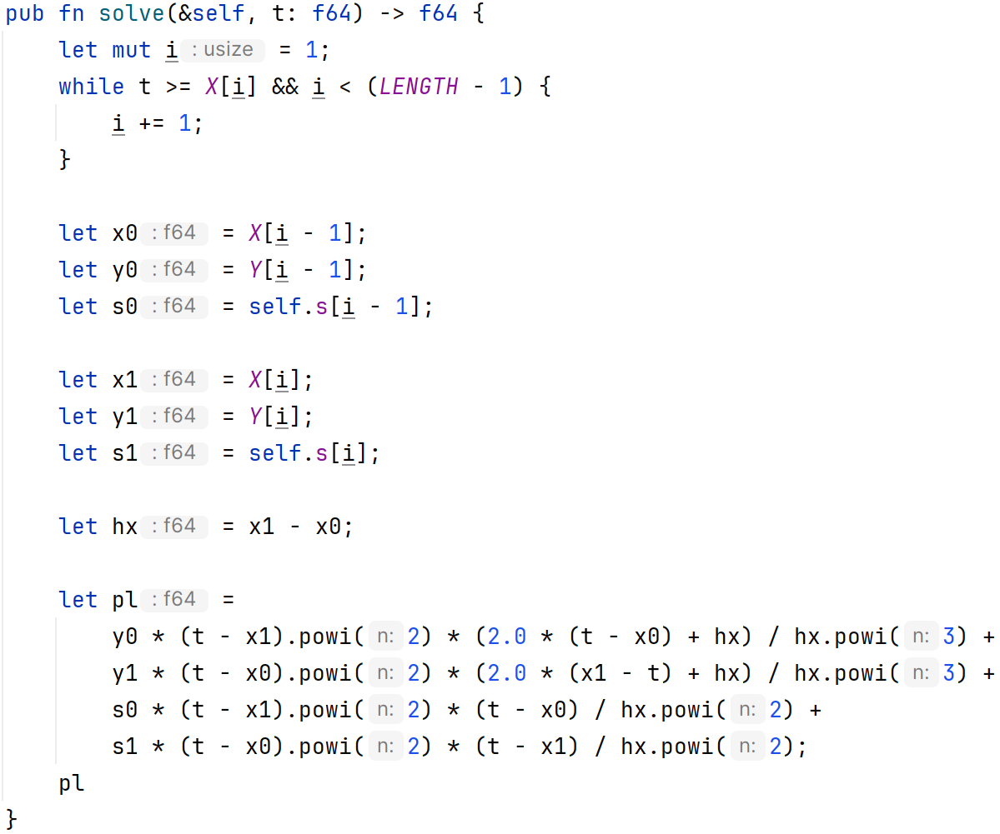 pub fn solve(&self, t: f64) -> f64 {
    let mut i : usize = 1;
    while t >= X[i] && i < (LENGTH - 1) {
        i += 1;
    }

    let x0 : f64 = X[i - 1];
    let y0 : f64 = Y[i - 1];
    let s0 : f64 = self.s[i - 1];

    let x1 : f64 = X[i];
    let y1 : f64 = Y[i];
    let s1 : f64 = self.s[i];

    let hx : f64 = x1 - x0;

    let pl : f64 =
        y0 * (t - x1).powi( n: 2) * (2.0 * (t - x0) + hx) / hx.powi( n: 3) +
        y1 * (t - x0).powi( n: 2) * (2.0 * (x1 - t) + hx) / hx.powi( n: 3) +
        s0 * (t - x1).powi( n: 2) * (t - x0) / hx.powi( n: 2) +
        s1 * (t - x0).powi( n: 2) * (t - x1) / hx.powi( n: 2);
    pl
}